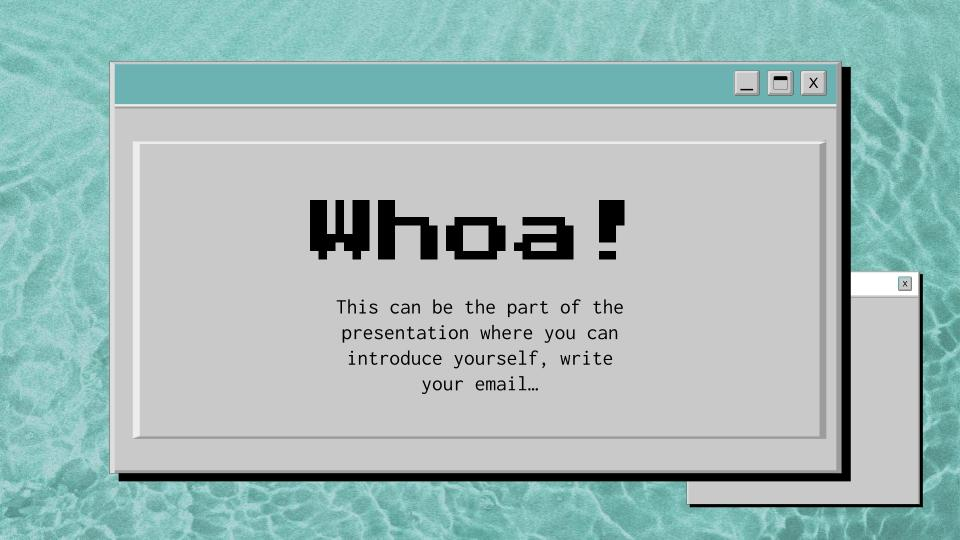 X
Whoa!
x
This can be the part of the
presentation where you can
introduce yourself, write
your email…